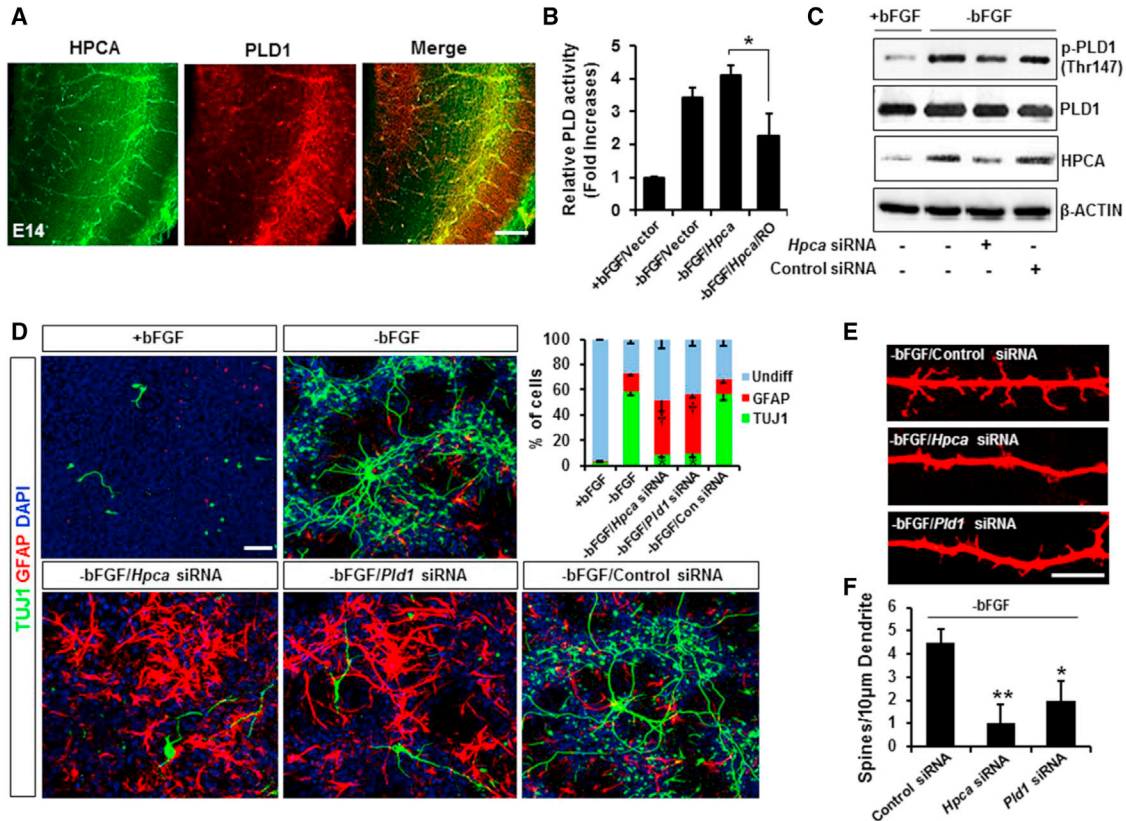 A
HPCA PLD1 Merge
E14
B
Relative PLD activity
(Fold increases)
5
4
3
2
1
0
*
+bFGF/Vector
-bFGF/Vector
-bFGF/Hpca
-bFGF/Hpca/RO
C
+bFGF -bFGF
p-PLD1
(Thr147)
PLD1
HPCA
β-ACTIN
Hpca siRNA - - + -
Control siRNA - - - +
D
TUJ1 GFAP DAPI
+bFGF -bFGF
% of cells
100
80
60
40
20
0
Undiff
GFAP
TUJ1
+bFGF
-bFGF
-bFGF/Hpca siRNA
-bFGF/Pld1 siRNA
-bFGF/Con siRNA
-bFGF/Hpca siRNA -bFGF/Pld1 siRNA -bFGF/Control siRNA
E
-bFGF/Control siRNA
-bFGF/Hpca siRNA
-bFGF/Pld1 siRNA
F
-bFGF
Spines/10µm Dendrite
6
5
4
3
2
1
0
**
*
Control siRNA
Hpca siRNA
Pld1 siRNA